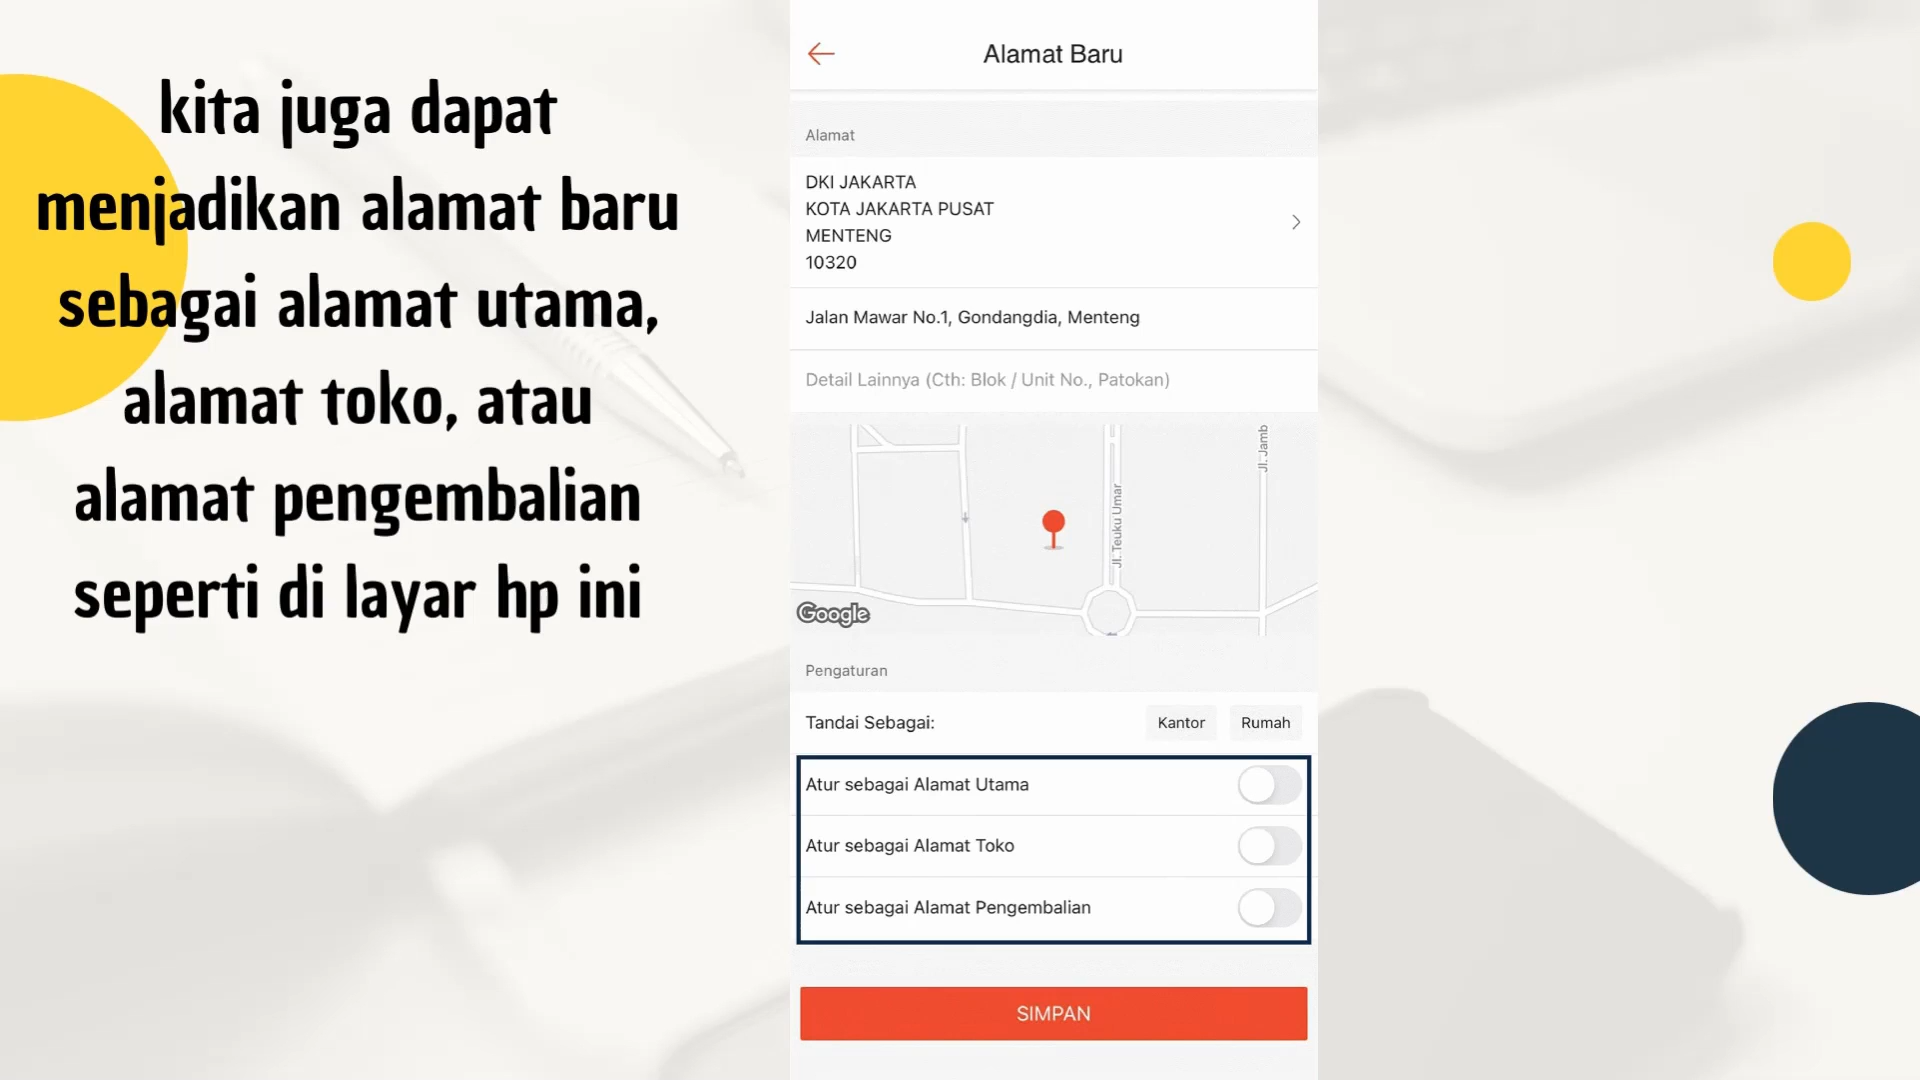 kita juga dapat
menjadikan alamat baru
sebagai alamat utama,
alamat toko, atau
alamat pengembalian
seperti di layar hp ini
Alamat Baru
Alamat
DKI JAKARTA
KOTA JAKARTA PUSAT
MENTENG
10320
Jalan Mawar No.1, Gondangdia, Menteng
Detail Lainnya (Cth: Blok / Unit No., Patokan)
Jl. Jamb
Jl. Teuku Umar
Google
Pengaturan
Tandai Sebagai: Kantor Rumah
Atur sebagai Alamat Utama
Atur sebagai Alamat Toko
Atur sebagai Alamat Pengembalian
SIMPAN